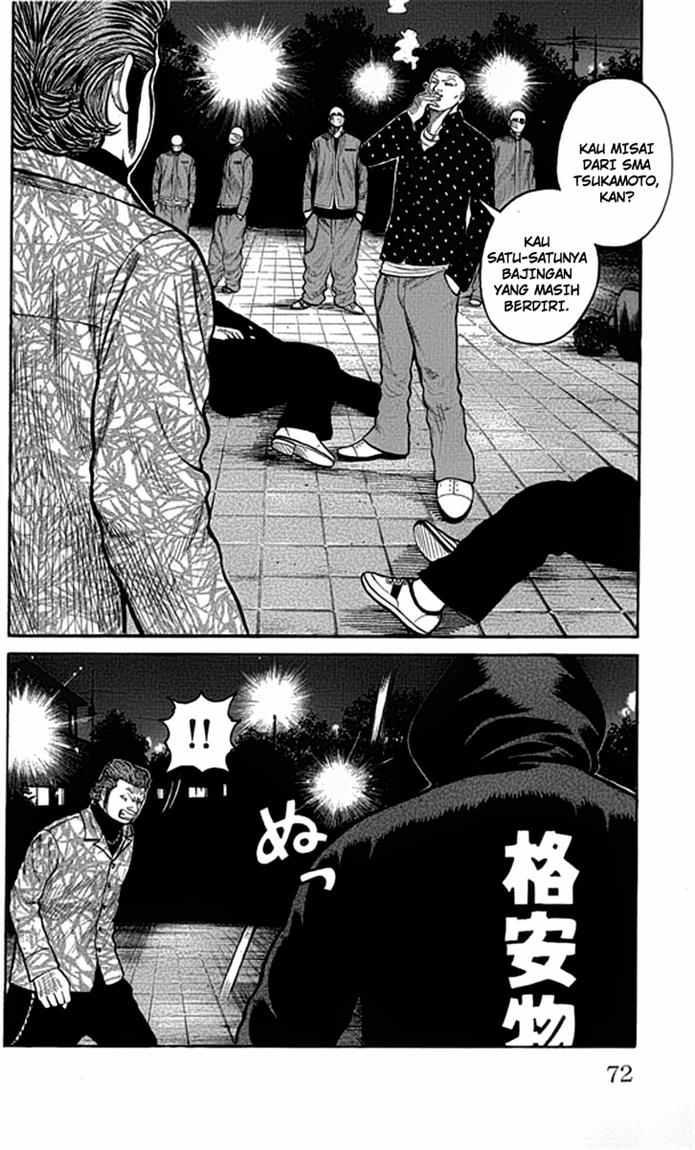 KAU MISAI
DARI SMA
TSUKAMOTO,
KAN?
KAU
SATU-SATUNYA
BAJINGAN
YANG MASIH
BERDIRI.
!!
ぬっ
格安物
72